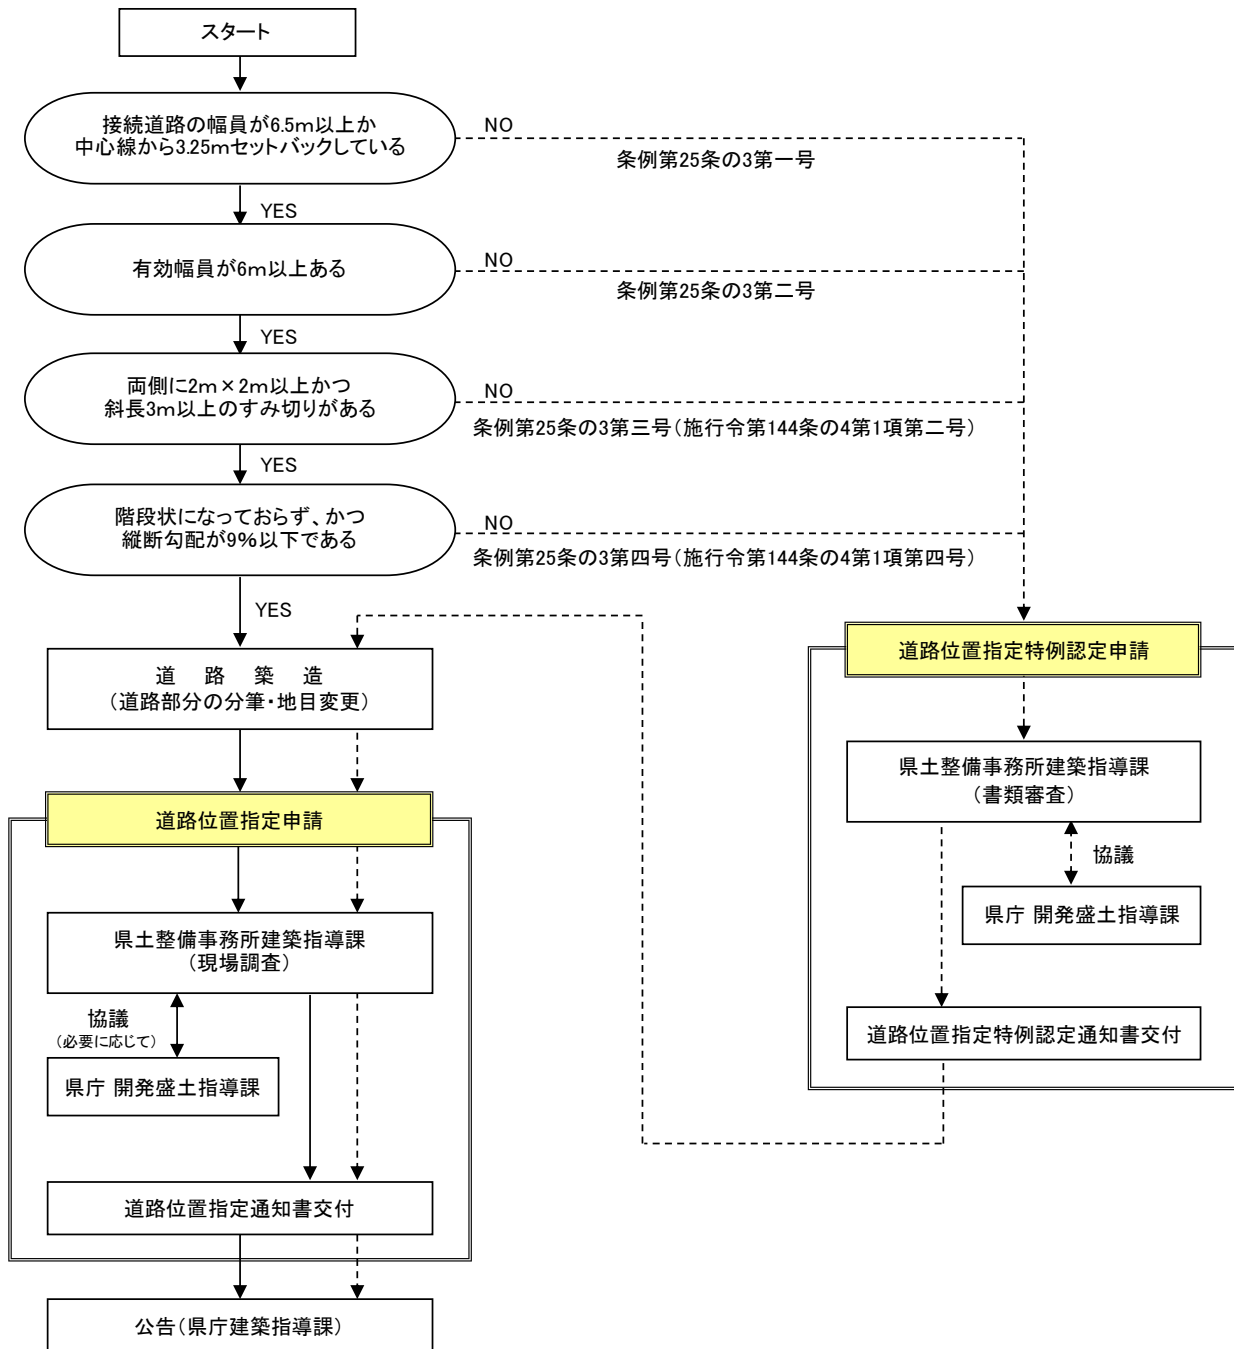 スタート
接続道路の幅員が6.5m以上か
中心線から3.25mセットバックしている
NO
条例第25条の3第一号
YES
有効幅員が6m以上ある
NO
条例第25条の3第二号
YES
両側に2m×2m以上かつ
斜長3m以上のすみ切りがある
NO
条例第25条の3第三号(施行令第144条の4第1項第二号)
YES
階段状になっておらず、かつ
縦断勾配が9%以下である
NO
条例第25条の3第四号(施行令第144条の4第1項第四号)
YES
道 路 築 造
(道路部分の分筆・地目変更)
道路位置指定申請
県土整備事務所建築指導課
(現場調査)
協議
(必要に応じて)
県庁 開発盛土指導課
道路位置指定通知書交付
公告(県庁建築指導課)
道路位置指定特例認定申請
県土整備事務所建築指導課
(書類審査)
協議
県庁 開発盛土指導課
道路位置指定特例認定通知書交付